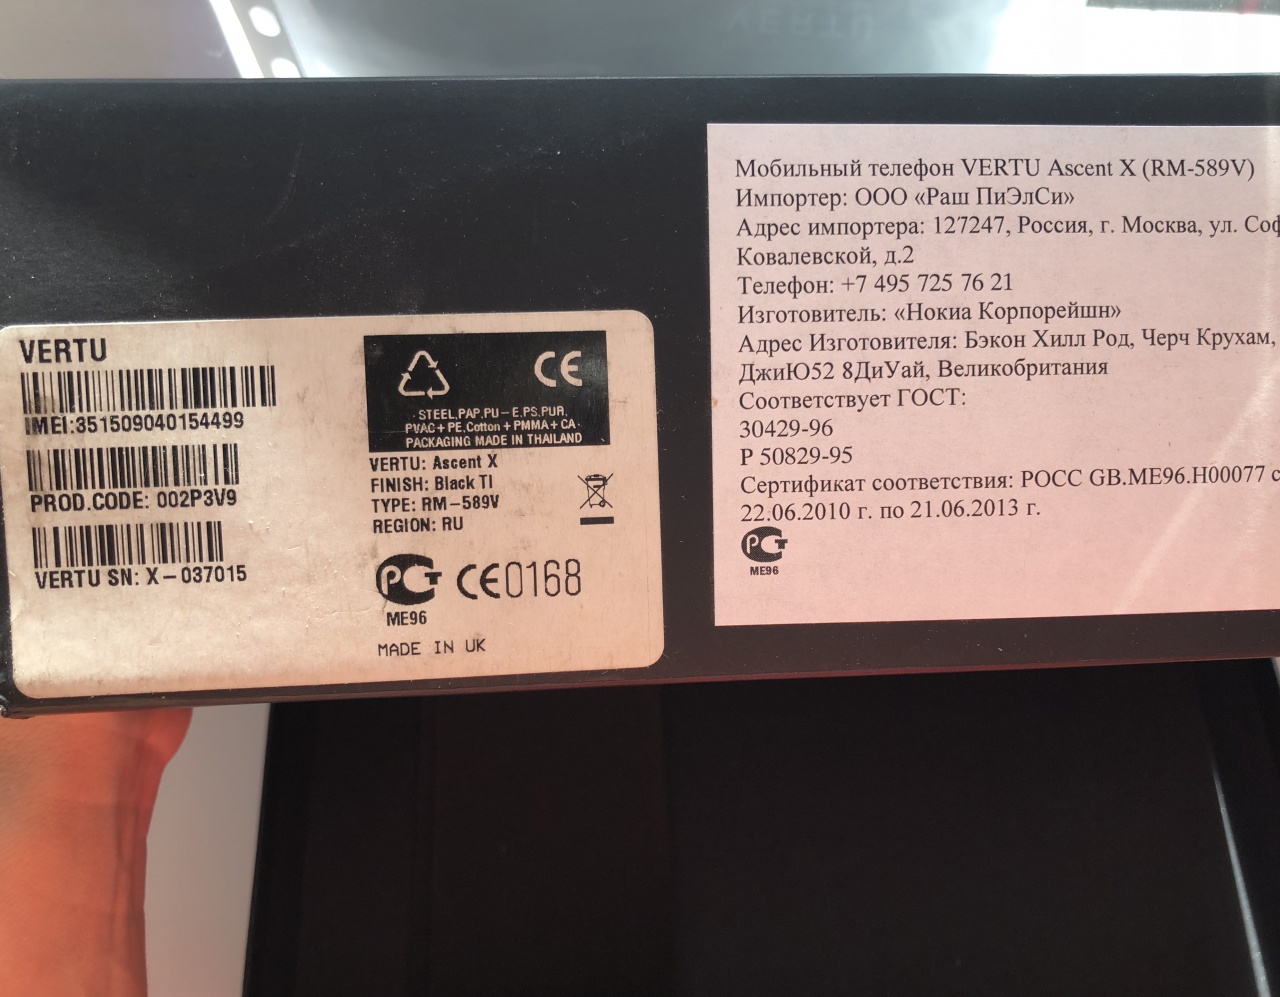 VERTU
IMEI:351509040154499
PROD.CODE: 002P3V9
VERTU SN: X-037015
CE
STEEL,PAP,PU-E,PS,PUR,
PVAC+PE,Cotton+PMMA+CA
PACKAGING MADE IN THAILAND
VERTU: Ascent X
FINISH: Black TI
TYPE: RM-589V
REGION: RU
РСТ CE0168
ME96
MADE IN UK
Мобильный телефон VERTU Ascent X (RM-589V)
Импортер: ООО «Раш ПиЭлСи»
Адрес импортера: 127247, Россия, г. Москва, ул.
Ковалевской, д.2
Телефон: +7 495 725 76 21
Изготовитель: «Нокиа Корпорейшн»
Адрес Изготовителя: Бэкон Хилл Род, Черч Крухам,
ДжиЮ52 8ДиУай, Великобритания
Соответствует ГОСТ:
30429-96
Р 50829-95
Сертификат соответствия: РОСС GB.ME96.H00077 с
22.06.2010 г. по 21.06.2013 г.
РСТ
ME96